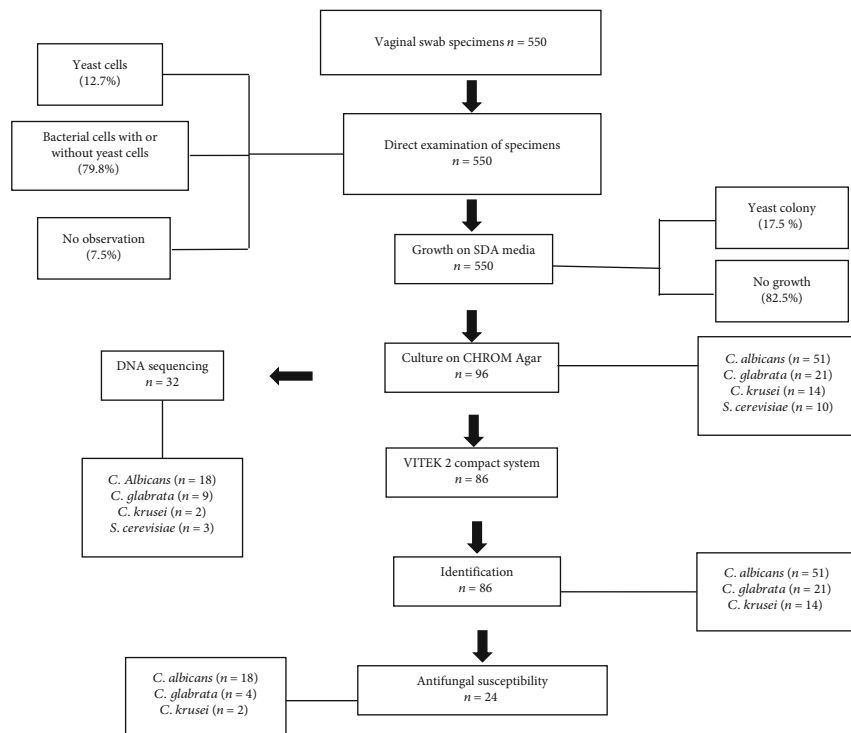 Vaginal swab specimens n = 550
Yeast cells
(12.7%)
Bacterial cells with or
without yeast cells
(79.8%)
No observation
(7.5%)
Direct examination of specimens
n = 550
Growth on SDA media
n = 550
Yeast colony
(17.5 %)
No growth
(82.5%)
Culture on CHROM Agar
n = 96
C. albicans (n = 51)
C. glabrata (n = 21)
C. krusei (n = 14)
S. cerevisiae (n = 10)
DNA sequencing
n = 32
C. Albicans (n = 18)
C. glabrata (n = 9)
C. krusei (n = 2)
S. cerevisiae (n = 3)
VITEK 2 compact system
n = 86
Identification
n = 86
C. albicans (n = 51)
C. glabrata (n = 21)
C. krusei (n = 14)
Antifungal susceptibility
n = 24
C. albicans (n = 18)
C. glabrata (n = 4)
C. krusei (n = 2)